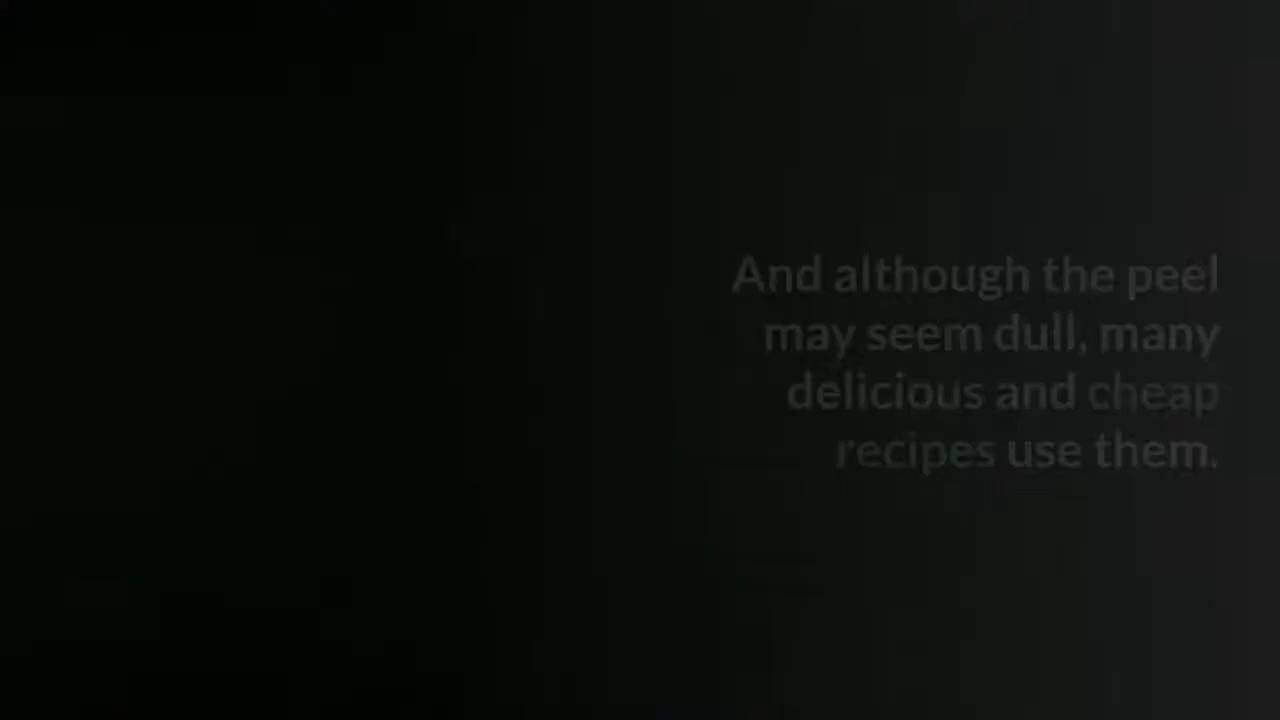 And although the peel
may seem dull, many
delicious and cheap
recipes use them.